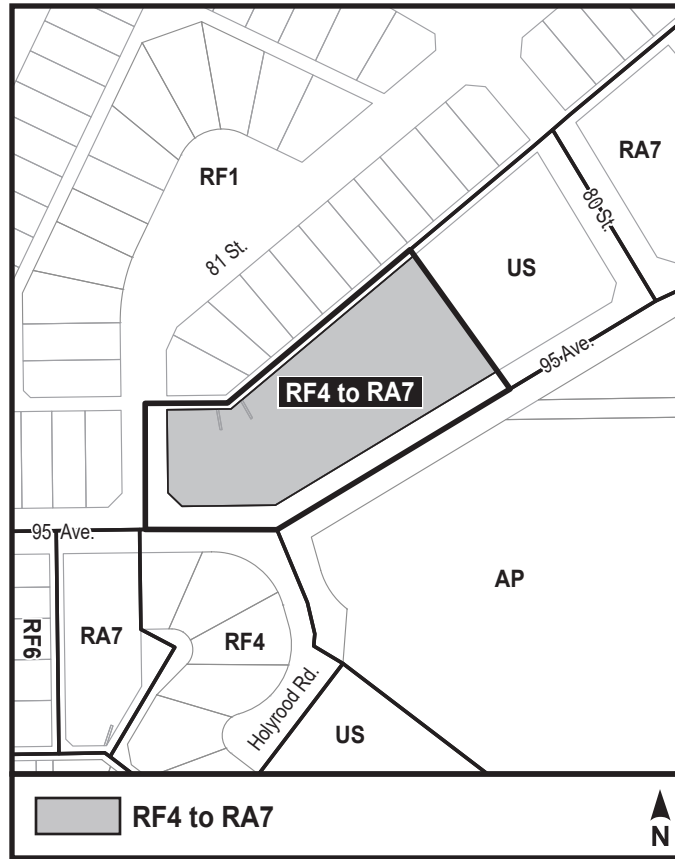 RA7
RF1
80 St.
81 St.
US
95 Ave.
RF4 to RA7
95 Ave.
AP
RF6
RA7
RF4
Holyrood Rd.
US
RF4 to RA7
N